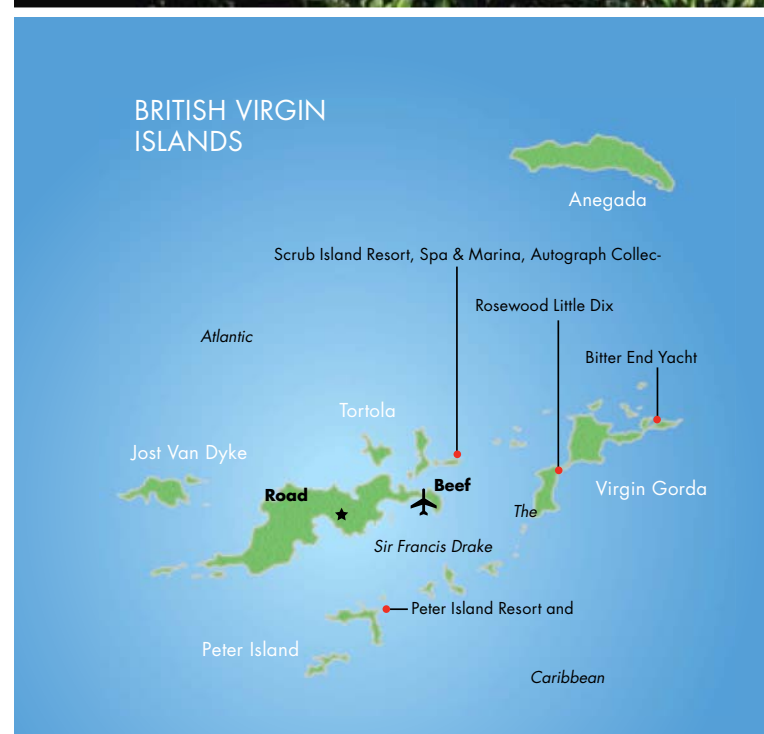 BRITISH VIRGIN
ISLANDS
Anegada
Scrub Island Resort, Spa & Marina, Autograph Collec-
Rosewood Little Dix
Atlantic
Bitter End Yacht
Tortola
Jost Van Dyke
Beef
Virgin Gorda
Road
The
Sir Francis Drake
Peter Island Resort and
Peter Island
Caribbean